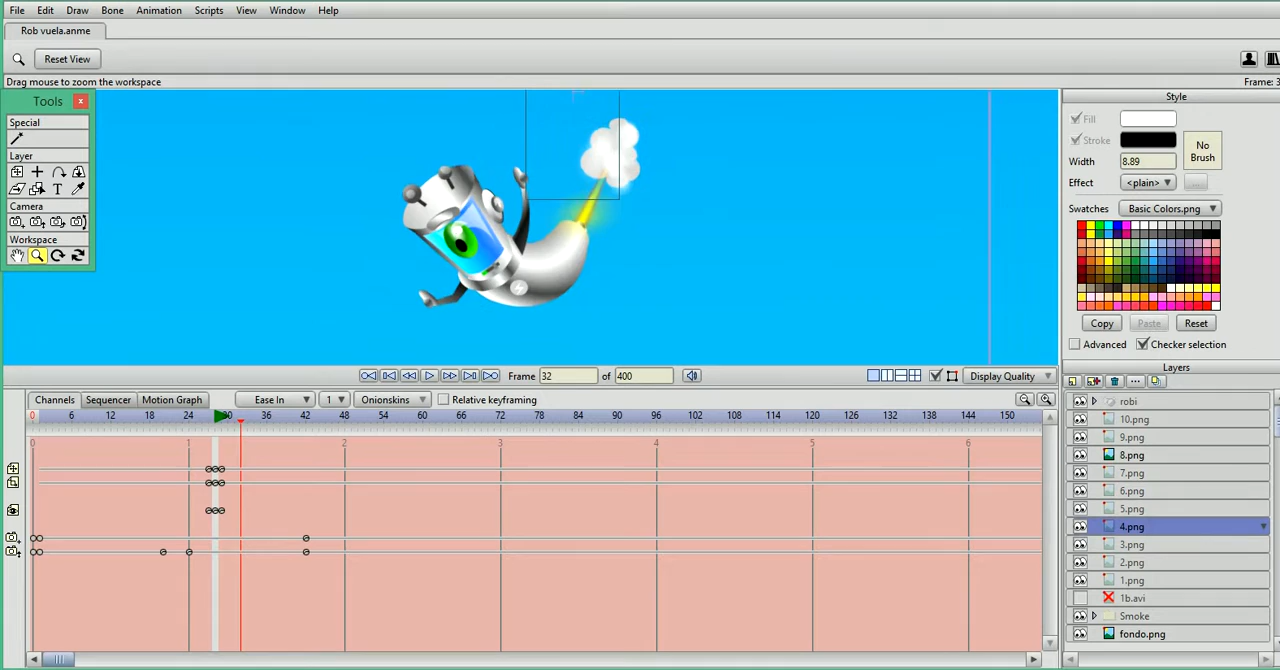 File Edit Draw Bone Animation Scripts View Window Help
Rob vuela.anme
Reset View
Drag mouse to zoom the workspace
Frame: 3
Tools x
Special
Layer
T
Camera
Workspace
Style
Fill
Stroke
No Brush
Width 8.89
Effect <plain>
...
Swatches Basic Colors.png
Copy Paste Reset
Advanced Checker selection
Frame 32 of 400
Display Quality
Layers
Channels Sequencer Motion Graph Ease In 1 Onionskins Relative keyframing
0 6 12 18 24 30 36 42 48 54 60 66 72 78 84 90 96 102 108 114 120 126 132 138 144 150
0 1 2 3 4 5 6
robi
10.png
9.png
8.png
7.png
6.png
5.png
4.png
3.png
2.png
1.png
1b.avi
Smoke
fondo.png